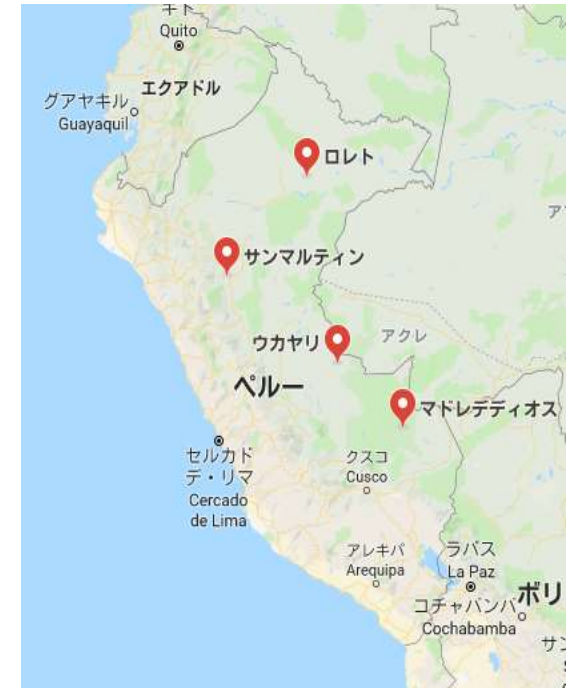 キト
Quito
エクアドル
グアヤキル
Guayaquil
ロレト
サンマルティン
ウカヤリ
アクレ
ペルー
マドレデディオス
セルカド
デ・リマ
Cercado
de Lima
クスコ
Cusco
アレキパ
Arequipa
ラパス
La Paz
ボリ
コチャバンバ
Cochabamba
サン